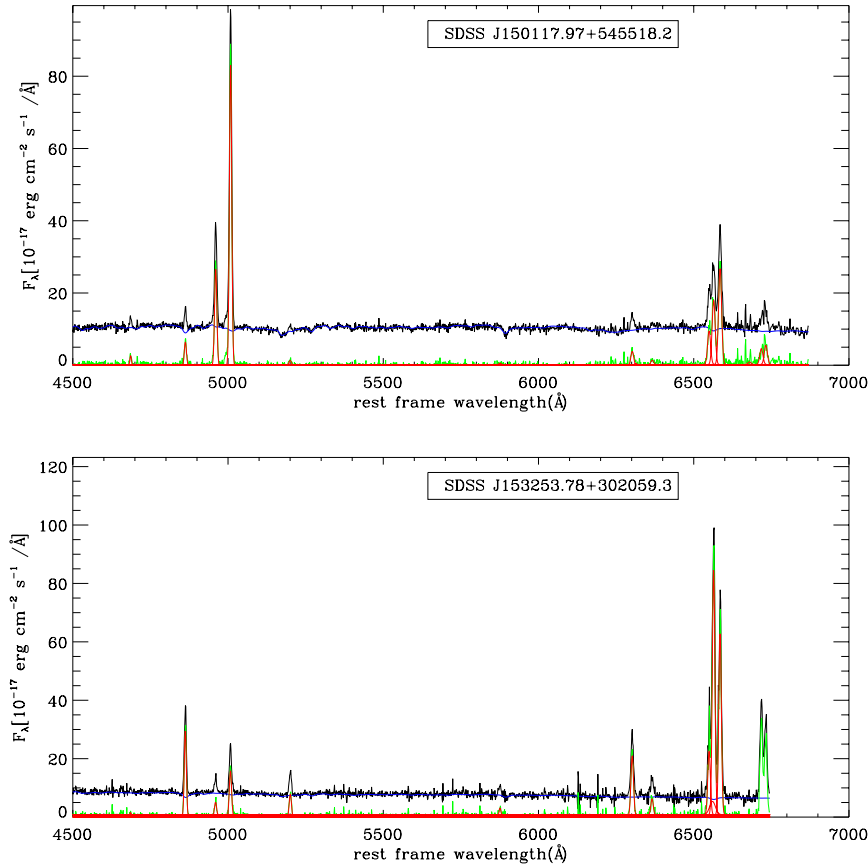 SDSS J150117.97+545518.2
80
60
40
20
0
F_λ[10^−17 erg cm^−2 s^−1 /Å]
4500 5000 5500 6000 6500 7000
rest frame wavelength(Å)
SDSS J153253.78+302059.3
120
100
80
60
40
20
0
F_λ[10^−17 erg cm^−2 s^−1 /Å]
4500 5000 5500 6000 6500 7000
rest frame wavelength(Å)